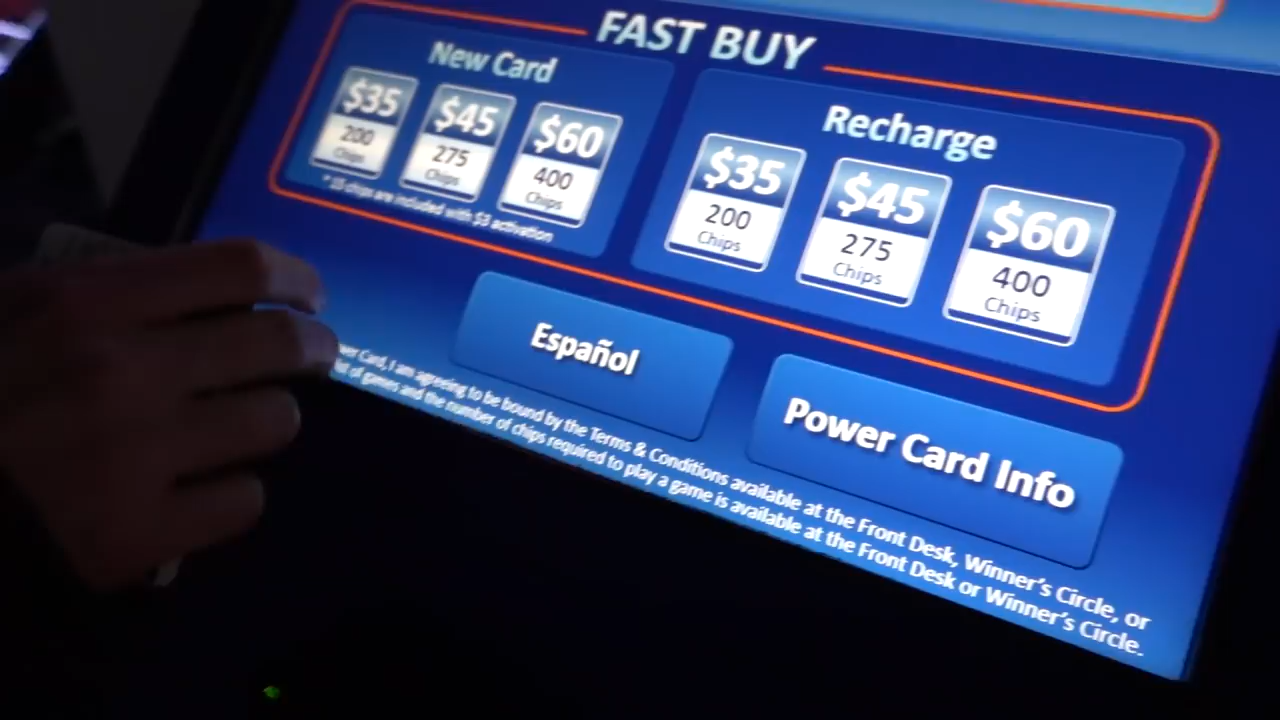 FAST BUY
New Card
$35
200
Chips
$45
275
Chips
$60
400
Chips
* 15 chips are included with $3 activation
Recharge
$35
200
Chips
$45
275
Chips
$60
400
Chips
Español
Power Card Info
Card, I am agreeing to be bound by the Terms & Conditions available at the Front Desk, Winner's Circle, or
of games and the number of chips required to play a game is available at the Front Desk or Winner's Circle.